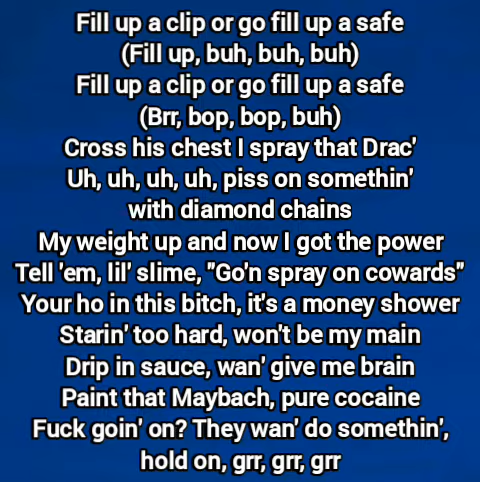 Fill up a clip or go fill up a safe
(Fill up, buh, buh, buh)
Fill up a clip or go fill up a safe
(Brr, bop, bop, buh)
Cross his chest I spray that Drac'
Uh, uh, uh, uh, piss on somethin'
with diamond chains
My weight up and now I got the power
Tell 'em, lil' slime, "Go'n spray on cowards"
Your ho in this bitch, it's a money shower
Starin' too hard, won't be my main
Drip in sauce, wan' give me brain
Paint that Maybach, pure cocaine
Fuck goin' on? They wan' do somethin',
hold on, grr, grr, grr